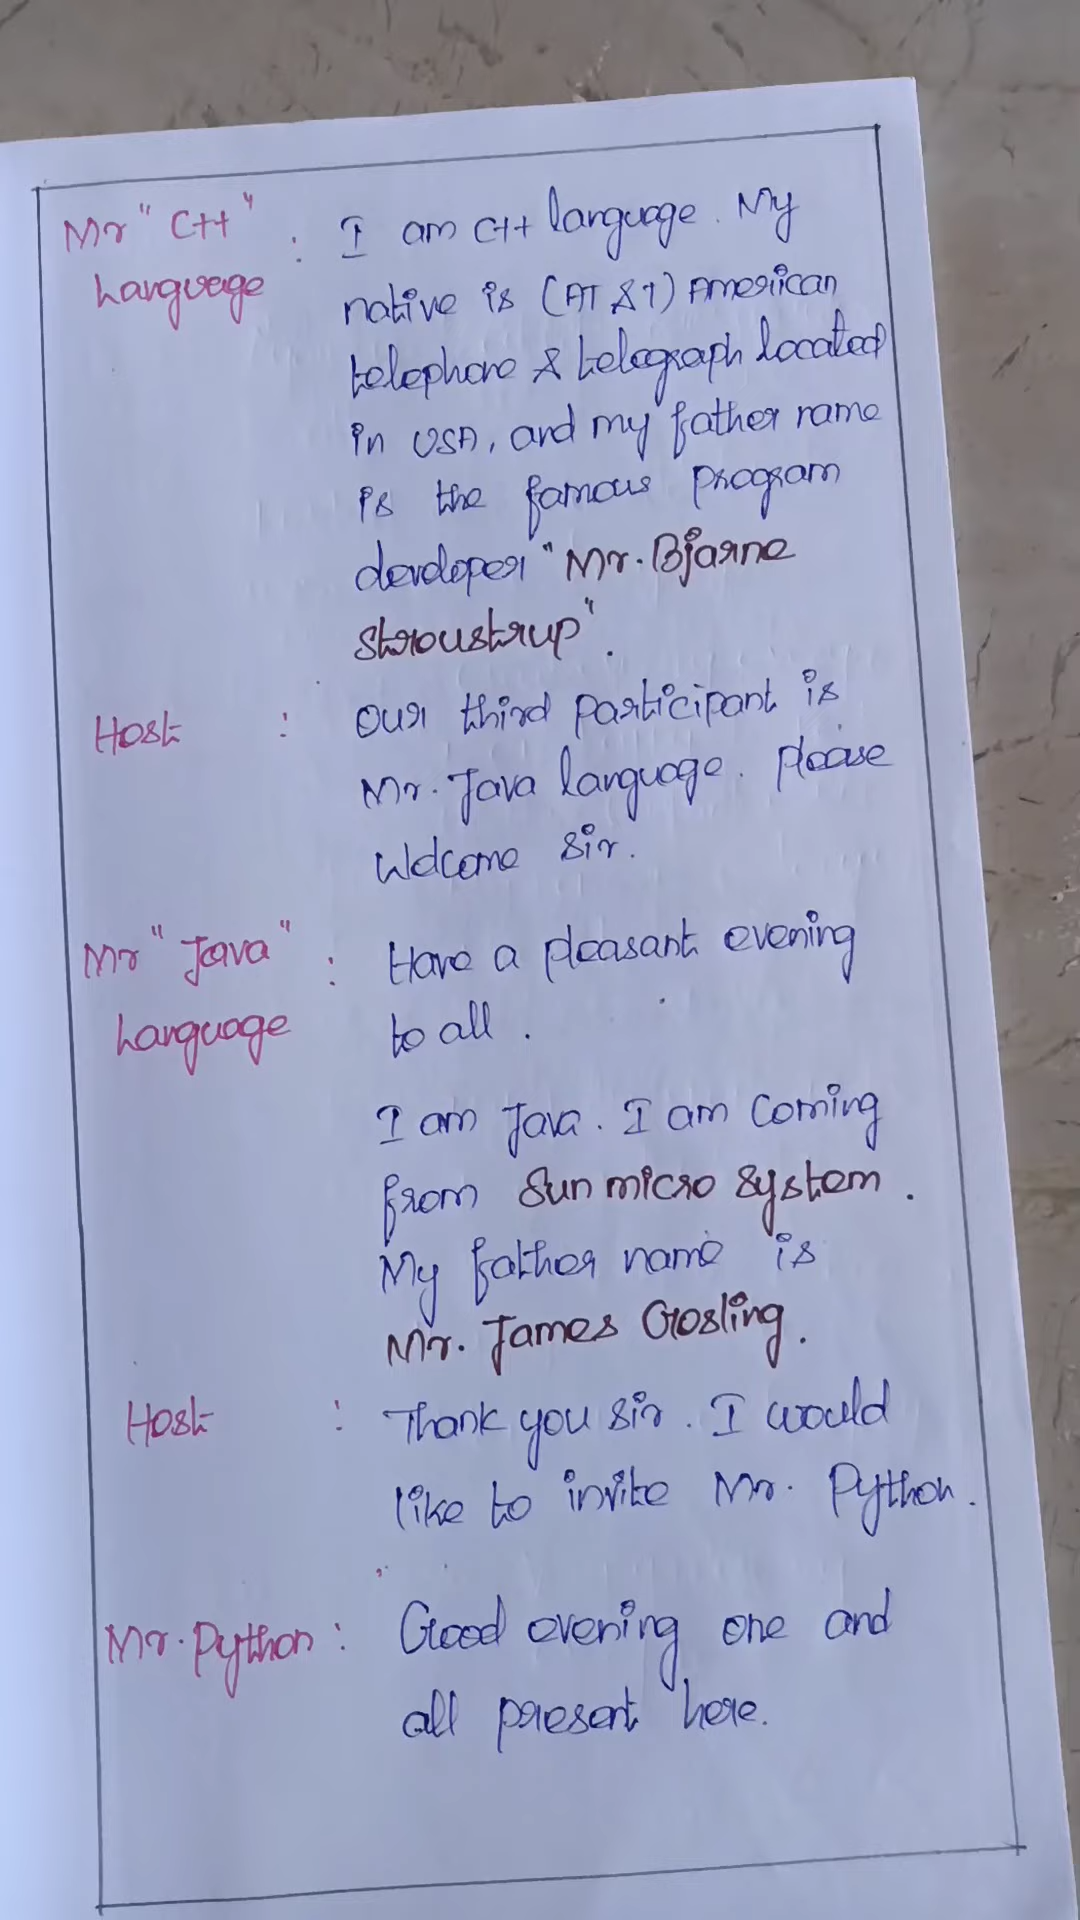 Mr "C++" : I am C++ language. My
Language native is (AT & T) American
telephone & telegraph located
in USA, and my father name
is the famous program
developer "Mr. Bjarne
Stroustrup".
Host : Our third participant is
Mr. Java language. please
Welcome sir.
Mr "Java" : Have a pleasant evening
Language to all.
I am Java. I am coming
from Sun micro system.
My father name is
Mr. James Gosling.
Host : Thank you sir. I would
like to invite Mr. Python.
Mr. Python : Good evening one and
all present here.